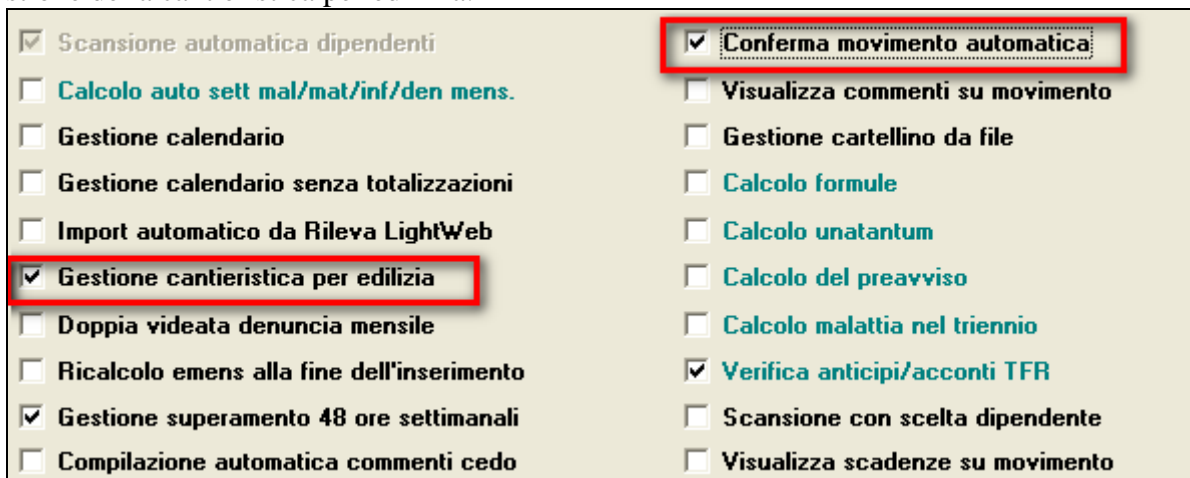 Scansione automatica dipendenti
Calcolo auto sett mal/mat/inf/den mens.
Gestione calendario
Gestione calendario senza totalizzazioni
Import automatico da Rileva LightWeb
Gestione cantieristica per edilizia
Doppia videata denuncia mensile
Ricalcolo emens alla fine dell'inserimento
Gestione superamento 48 ore settimanali
Compilazione automatica commenti cedo
Conferma movimento automatica
Visualizza commenti su movimento
Gestione cartellino da file
Calcolo formule
Calcolo unatantum
Calcolo del preavviso
Calcolo malattia nel triennio
Verifica anticipi/acconti TFR
Scansione con scelta dipendente
Visualizza scadenze su movimento